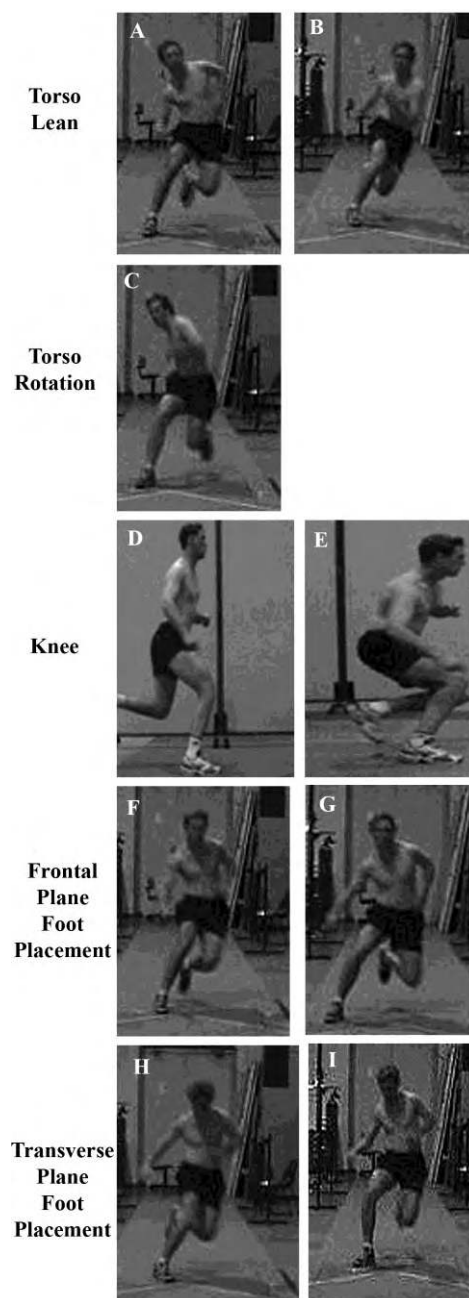 A
B
Torso
Lean
C
Torso
Rotation
D
E
Knee
F
G
Frontal
Plane
Foot
Placement
H
I
Transverse
Plane
Foot
Placement